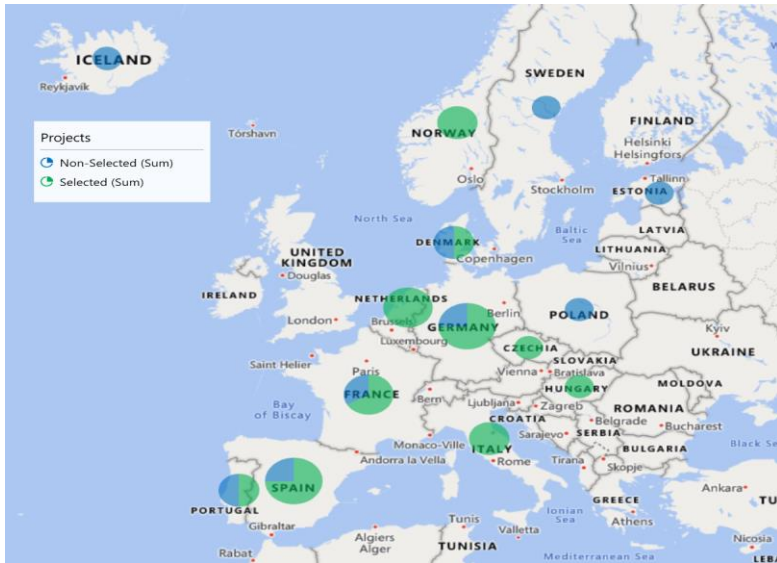 ICELAND
Reykjavík
SWEDEN
Projects
Non-Selected (Sum)
Selected (Sum)
Tórshavn
NORWAY
FINLAND
Helsinki
Helsingfors
Oslo
Tallinn
Stockholm
ESTONIA
North Sea
Baltic
Sea
LATVIA
DENMARK
Copenhagen
LITHUANIA
Vilnius
UNITED
KINGDOM
Douglas
BELARUS
IRELAND
NETHERLANDS
Berlin
POLAND
London
Brussels
GERMANY
Kyiv
Luxembourg
CZECHIA
UKRAINE
Saint Helier
Paris
SLOVAKIA
Vienna
Bratislava
MOLDOVA
FRANCE
Bern
HUNGARY
Bay
of Biscay
Ljubljana
Zagreb
ROMANIA
CROATIA
Belgrade
Bucharest
Monaco-Ville
Sarajevo
SERBIA
Black Se
ITALY
BULGARIA
Andorra la Vella
Rome
Tirana
Skopje
SPAIN
Ankara
TU
PORTUGAL
GREECE
Ionian
Sea
Athens
Gibraltar
Algiers
Alger
Tunis
Valletta
Nicosia
Rabat
TUNISIA
Mediterranean Sea
LEBA